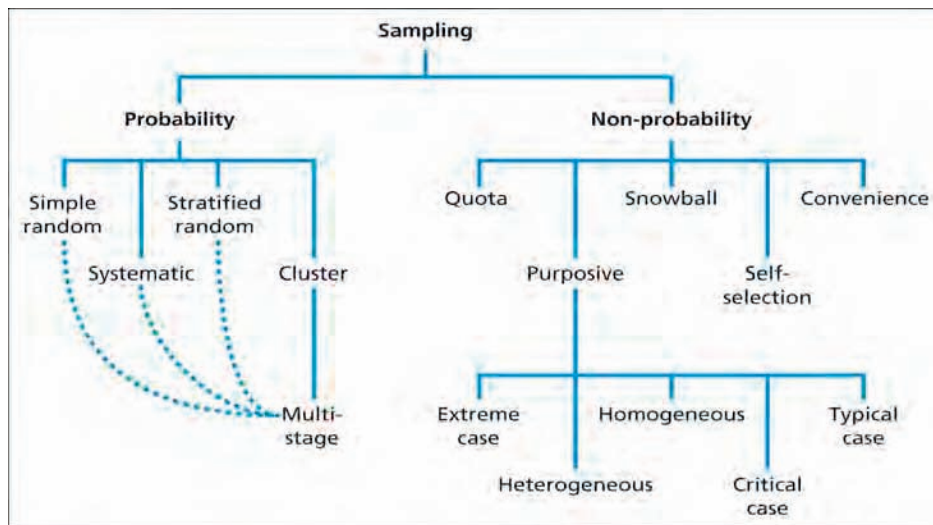 Sampling
Probability
Non-probability
Simple
random
Stratified
random
Quota
Snowball
Convenience
Systematic
Cluster
Purposive
Self-
selection
Multi-
stage
Extreme
case
Homogeneous
Typical
case
Heterogeneous
Critical
case